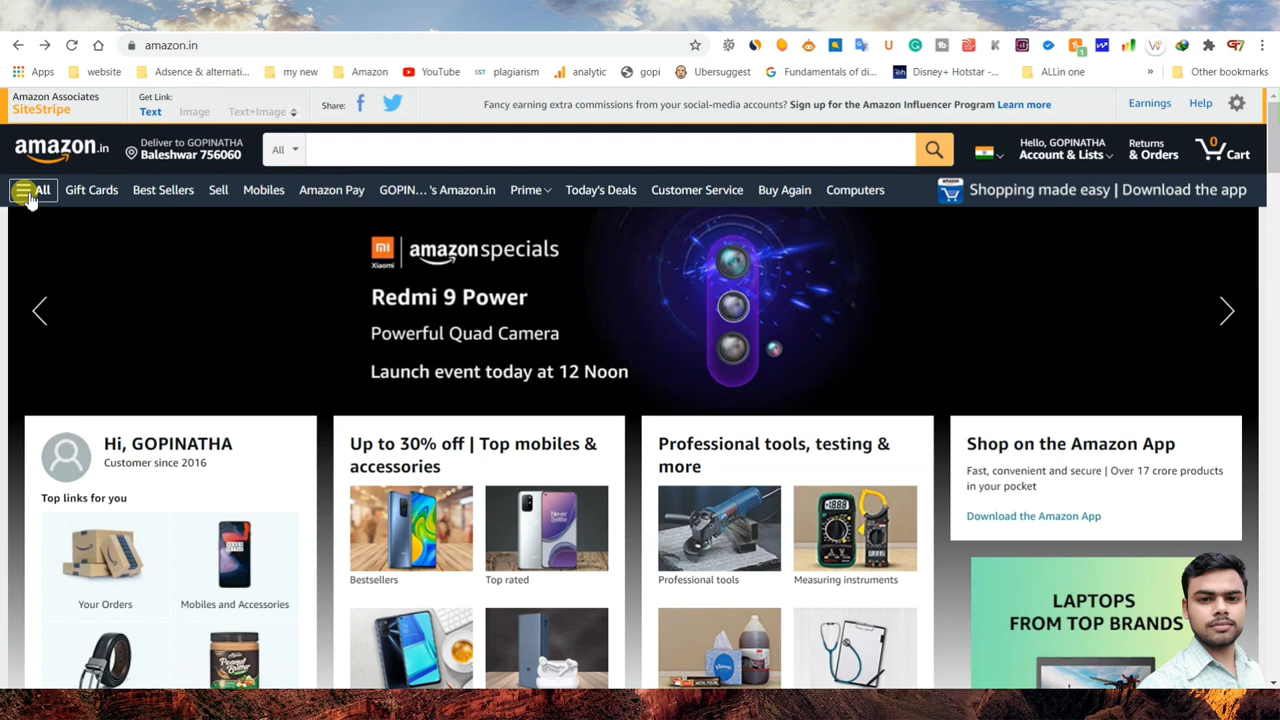 amazon.in
Apps
website
Adsence & alternati...
my new
Amazon
YouTube
SST plagiarism
analytic
gopi
Ubersuggest
Fundamentals of di...
Disney+ Hotstar -...
ALLin one
»
Other bookmarks
Amazon Associates
SiteStripe
Get Link:
Text Image Text+Image
Share:
Fancy earning extra commissions from your social-media accounts? Sign up for the Amazon Influencer Program Learn more
Earnings Help
amazon.in
Deliver to GOPINATHA
Baleshwar 756060
All
Hello, GOPINATHA
Account & Lists
Returns
& Orders
0
Cart
All Gift Cards Best Sellers Sell Mobiles Amazon Pay GOPIN... 's Amazon.in Prime Today's Deals Customer Service Buy Again Computers
amazon
Shopping made easy | Download the app
mi
Xiaomi
amazonspecials
Redmi 9 Power
Powerful Quad Camera
Launch event today at 12 Noon
Hi, GOPINATHA
Customer since 2016
Top links for you
Your Orders
Mobiles and Accessories
Up to 30% off | Top mobiles &
accessories
Bestsellers
Top rated
Professional tools, testing &
more
Professional tools
Measuring instruments
Shop on the Amazon App
Fast, convenient and secure | Over 17 crore products
in your pocket
Download the Amazon App
LAPTOPS
FROM TOP BRANDS